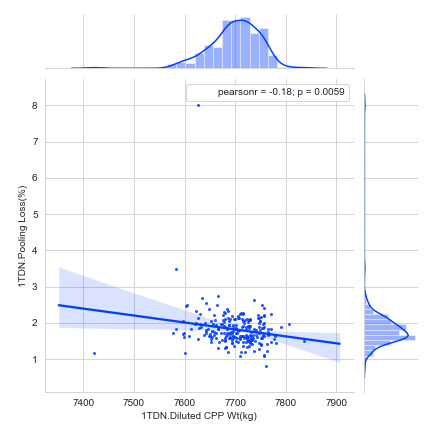 pearsonr = -0.18; p = 0.0059
8
7
6
5
4
3
2
1
1TDN.Pooling Loss(%)
7400 7500 7600 7700 7800 7900
1TDN.Diluted CPP Wt(kg)